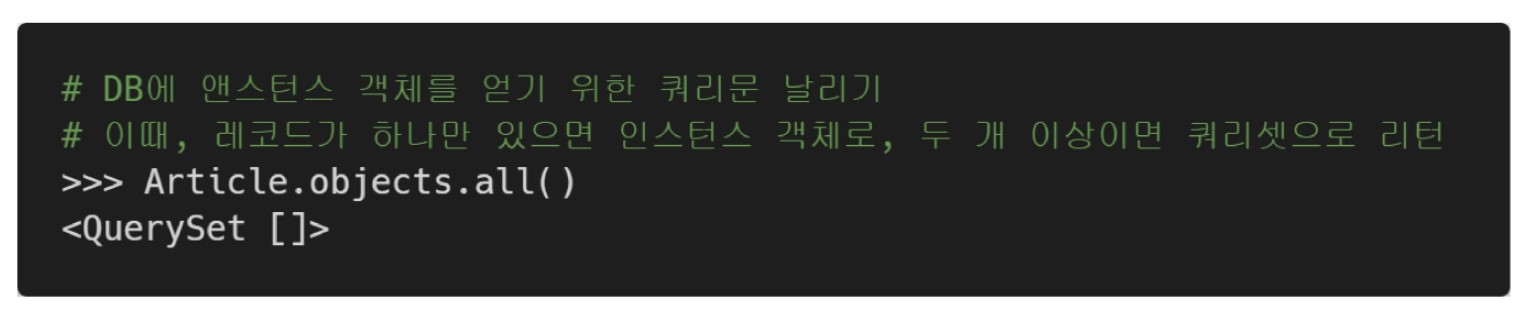 # DB에 앤스턴스 객체를 얻기 위한 쿼리문 날리기
# 이때, 레코드가 하나만 있으면 인스턴스 객체로, 두 개 이상이면 쿼리셋으로 리턴
>>> Article.objects.all()
<QuerySet []>